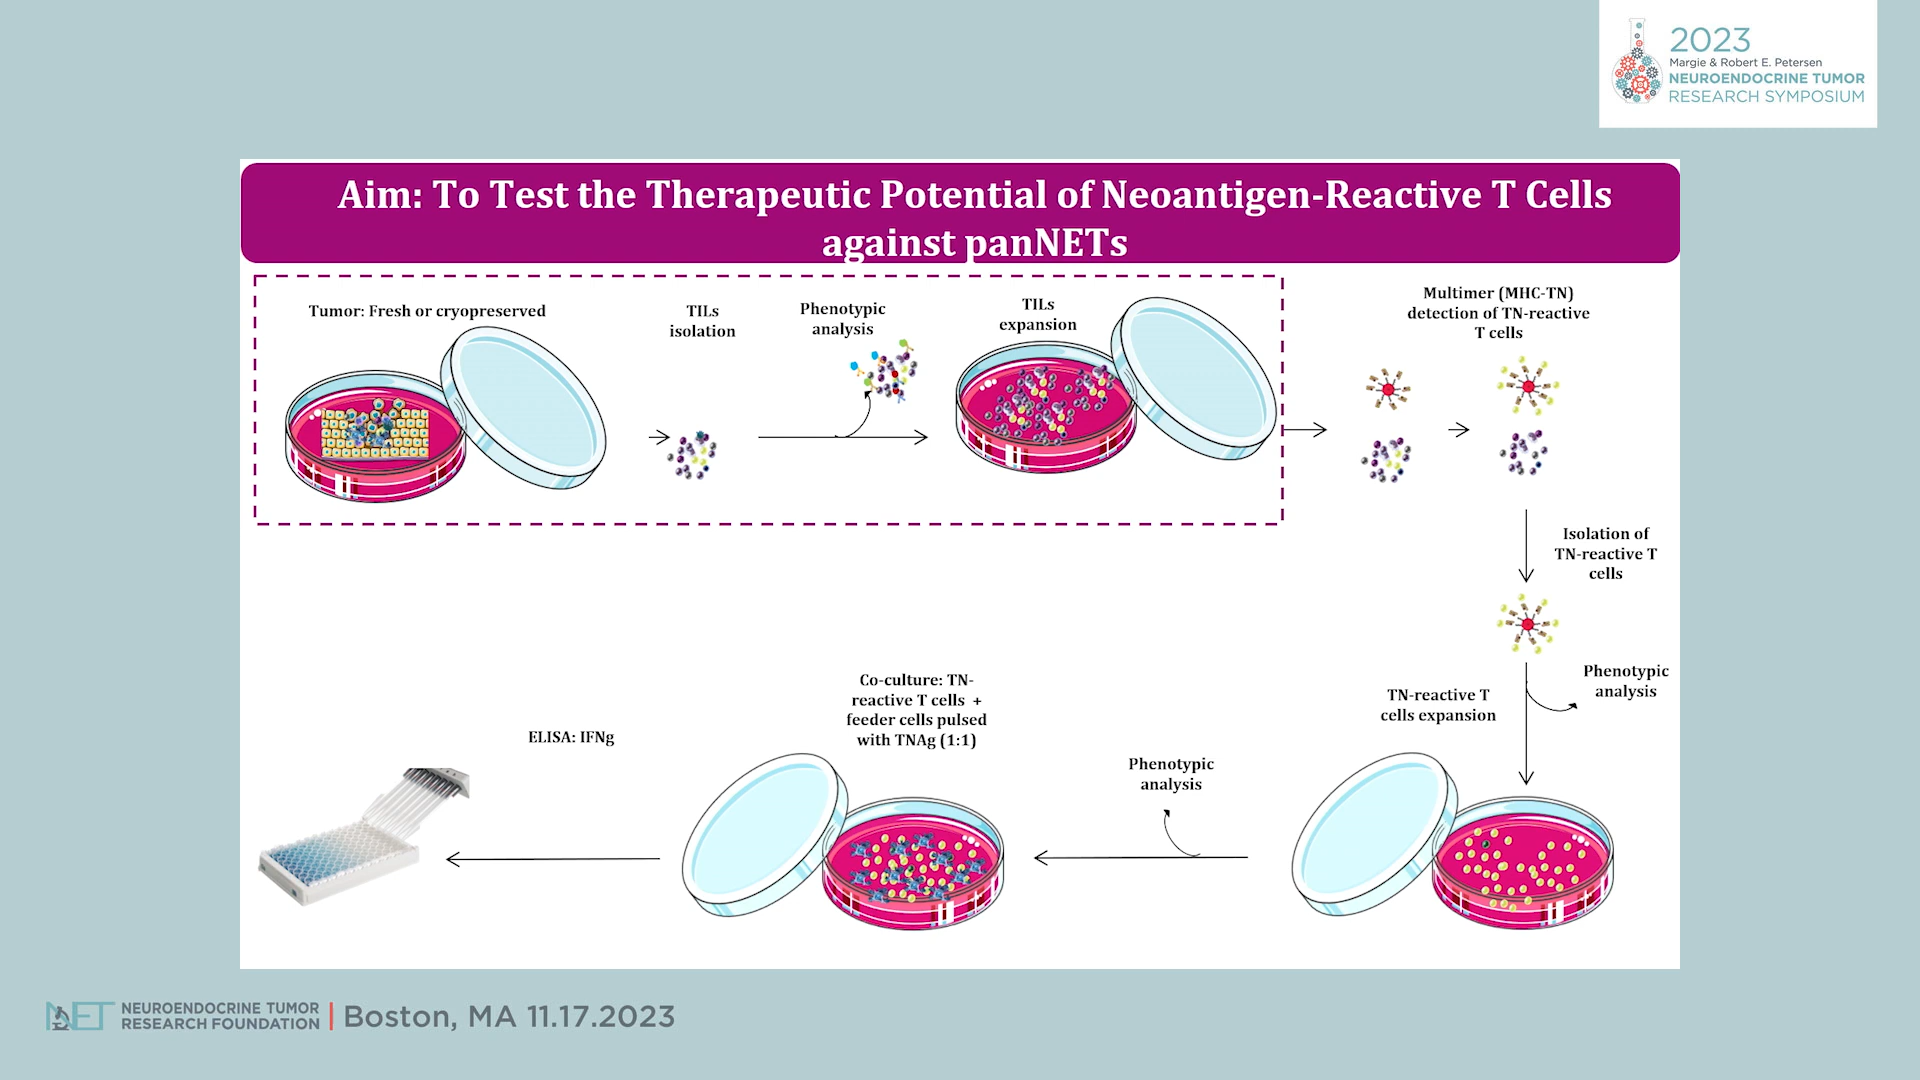 2023
Margie & Robert E. Petersen
NEUROENDOCRINE TUMOR
RESEARCH SYMPOSIUM
Aim: To Test the Therapeutic Potential of Neoantigen-Reactive T Cells
against panNETs
Tumor: Fresh or cryopreserved
TILs
isolation
Phenotypic
analysis
TILs
expansion
Multimer (MHC-TN)
detection of TN-reactive
T cells
Isolation of
TN-reactive T
cells
Phenotypic
analysis
TN-reactive T
cells expansion
Phenotypic
analysis
Co-culture: TN-
reactive T cells +
feeder cells pulsed
with TNAg (1:1)
ELISA: IFNg
NET
NEUROENDOCRINE TUMOR
RESEARCH FOUNDATION
Boston, MA 11.17.2023